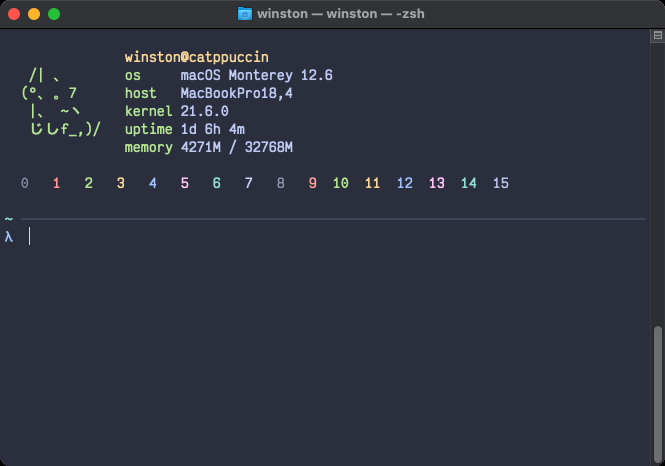 winston — winston — -zsh
winston@catppuccin
/| 、 os macOS Monterey 12.6
(°、 。7 host MacBookPro18,4
|、 ~ヽ kernel 21.6.0
じしf_,)/ uptime 1d 6h 4m
memory 4271M / 32768M
0 1 2 3 4 5 6 7 8 9 10 11 12 13 14 15
~
λ